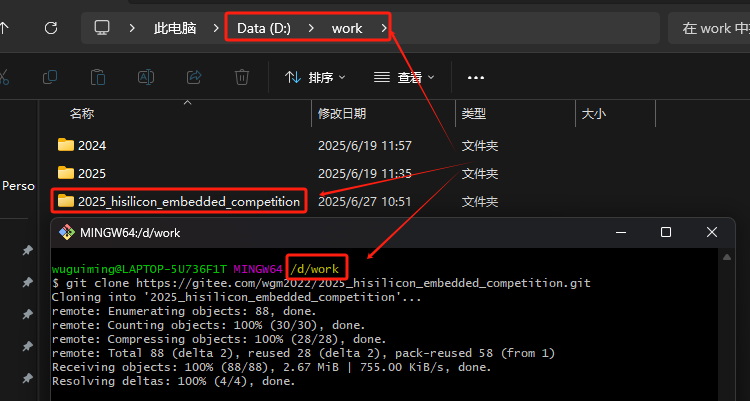 此电脑 Data (D:) work 在 work 中
排序 查看
名称 修改日期 类型 大小
2024 2025/6/19 11:57 文件夹
2025 2025/6/19 11:35 文件夹
Perso
2025_hisilicon_embedded_competition 2025/6/27 10:51 文件夹
MINGW64:/d/work
wuguiming@LAPTOP-5U736F1T MINGW64 /d/work
$ git clone https://gitee.com/wgm2022/2025_hisilicon_embedded_competition.git
Cloning into '2025_hisilicon_embedded_competition'...
remote: Enumerating objects: 88, done.
remote: Counting objects: 100% (30/30), done.
remote: Compressing objects: 100% (28/28), done.
remote: Total 88 (delta 2), reused 28 (delta 2), pack-reused 58 (from 1)
Receiving objects: 100% (88/88), 2.67 MiB | 755.00 KiB/s, done.
Resolving deltas: 100% (4/4), done.